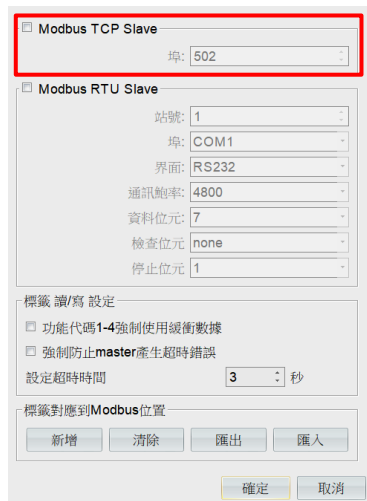 Modbus TCP Slave
埠: 502
Modbus RTU Slave
站號: 1
埠: COM1
界面: RS232
通訊鮑率: 4800
資料位元: 7
檢查位元 none
停止位元 1
標籤 讀/寫 設定
功能代碼1-4強制使用緩衝數據
強制防止master產生超時錯誤
設定超時時間 3 秒
標籤對應到Modbus位置
新增 清除 匯出 匯入
確定 取消